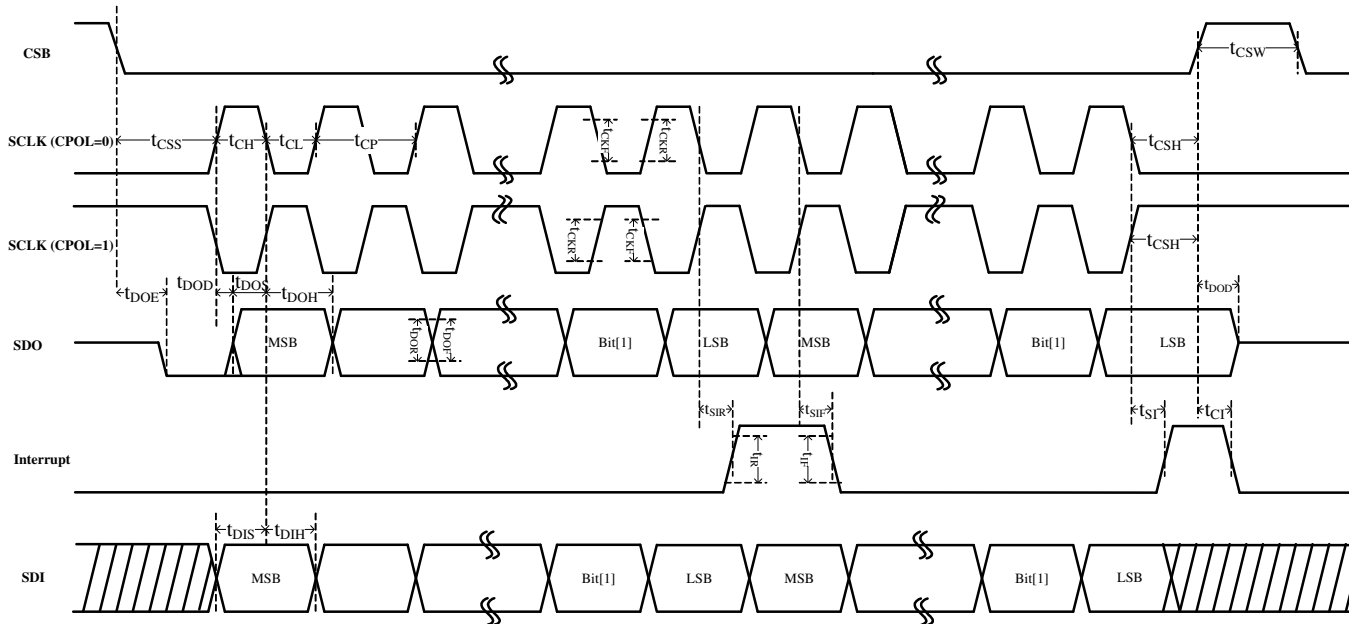 CSB
tCSW
SCLK (CPOL=0)
tCSS
tCH
tCL
tCP
tCKF
tCKR
tCSH
SCLK (CPOL=1)
tCKR
tCKF
tCSH
tDOE
tDOD
tDOS
tDOH
tDOD
SDO
MSB
tDOR
tDOF
Bit[1]
LSB
MSB
Bit[1]
LSB
tSIR
tSIF
tSI
tCI
Interrupt
tIR
tIF
tDIS
tDIH
SDI
MSB
Bit[1]
LSB
MSB
Bit[1]
LSB